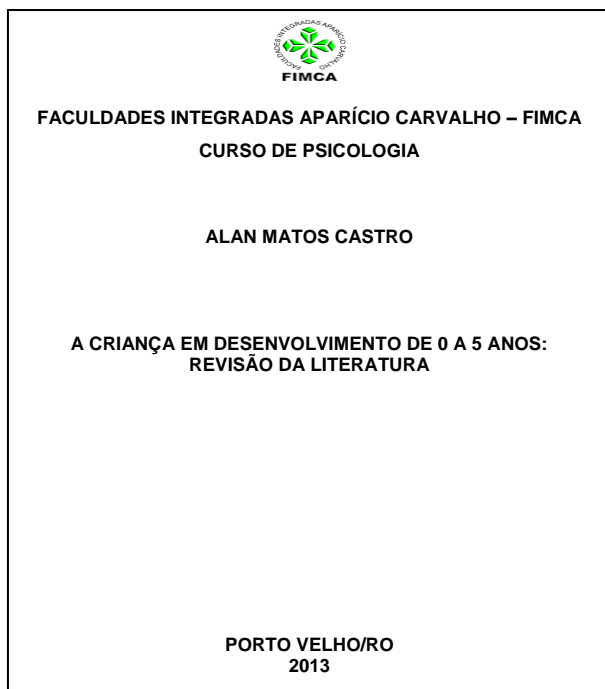 FACULDADES INTEGRADAS APARÍCIO CARVALHO
FIMCA
FACULDADES INTEGRADAS APARÍCIO CARVALHO – FIMCA
CURSO DE PSICOLOGIA
ALAN MATOS CASTRO
A CRIANÇA EM DESENVOLVIMENTO DE 0 A 5 ANOS:
REVISÃO DA LITERATURA
PORTO VELHO/RO
2013